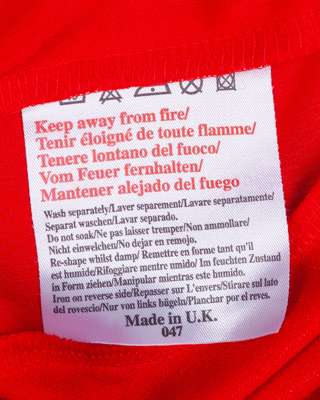 Keep away from fire/
Tenir éloigné de toute flamme/
Tenere lontano del fuoco/
Vom Feuer fernhalten/
Mantener alejado del fuego
Wash separately/Laver separement/Lavare separatamente/
Separat waschen/Lavar separado.
Do not soak/Ne pas laisser tremper/Non ammollare/
Nicht einwelchen/No dejar en remojo.
Re-shape whilst damp/ Remettre en forme tant qu'il
est humide/Rifoggiare mentre umido/ Im feuchten Zustand
in Form ziehen/ Manipular mientras este humido.
Iron on reverse side/Repasser sur L'envers/Stirare sul lato
del rovescio/Nur von links bügeln/Planchar por el reves.
Made in U.K.
047